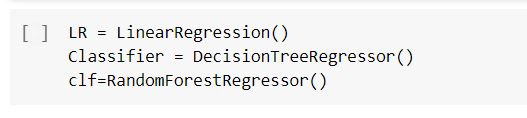 [ ] LR = LinearRegression()
Classifier = DecisionTreeRegressor()
clf=RandomForestRegressor()